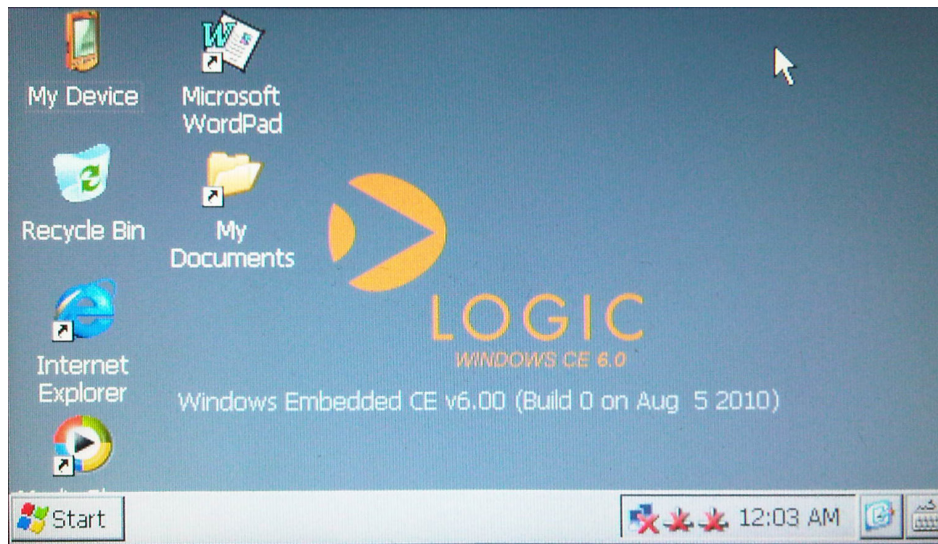 My Device
Microsoft
WordPad
Recycle Bin
My
Documents
LOGIC
WINDOWS CE 6.0
Internet
Explorer
Windows Embedded CE v6.00 (Build 0 on Aug  5 2010)
Start
12:03 AM